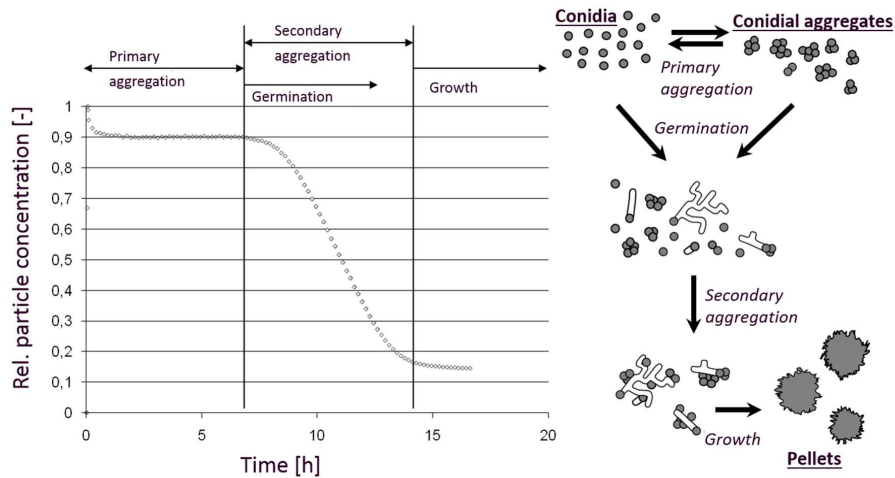 Primary
aggregation
Secondary
aggregation
Germination
Growth
Rel. particle concentration [-]
1
0,9
0,8
0,7
0,6
0,5
0,4
0,3
0,2
0,1
0
0
5
10
15
20
Time [h]
Conidia
Conidial aggregates
Primary
aggregation
Germination
Secondary
aggregation
Growth
Pellets